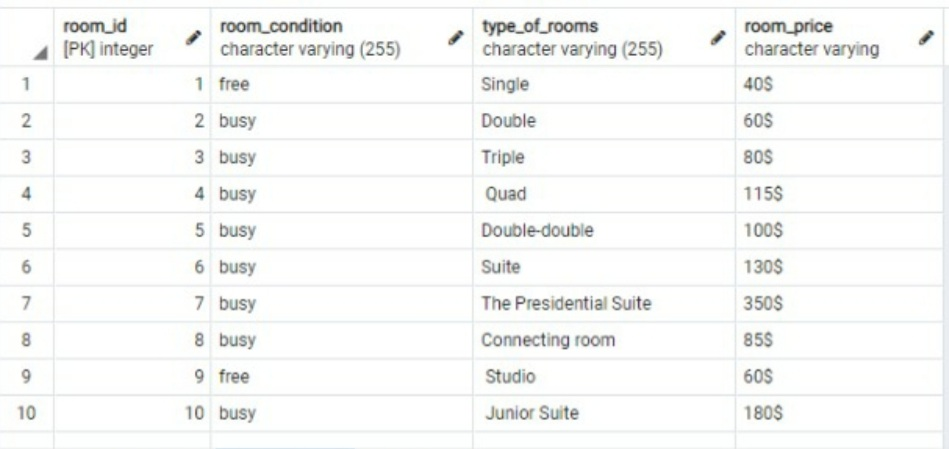 room_id room_condition type_of_rooms room_price
[PK] integer character varying (255) character varying (255) character varying
1 1 free Single 40$
2 2 busy Double 60$
3 3 busy Triple 80$
4 4 busy Quad 115$
5 5 busy Double-double 100$
6 6 busy Suite 130$
7 7 busy The Presidential Suite 350$
8 8 busy Connecting room 85$
9 9 free Studio 60$
10 10 busy Junior Suite 180$